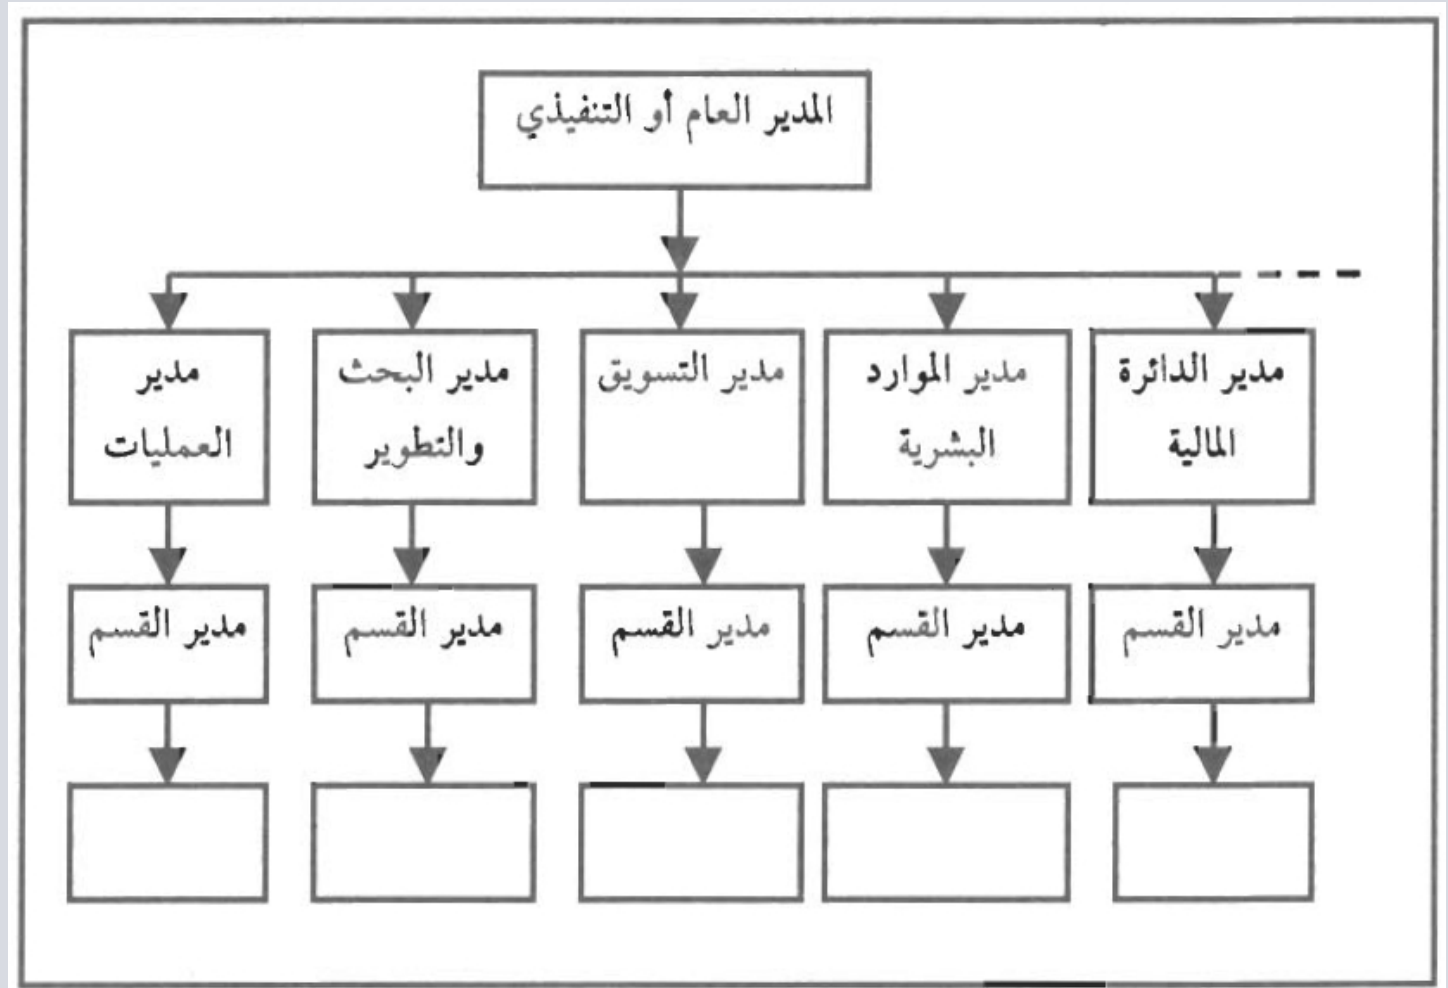 المدير العام أو التنفيذي
مدير الدائرة
المالية
مدير الموارد
البشرية
مدير التسويق
مدير البحث
والتطوير
مدير
العمليات
مدير القسم
مدير القسم
مدير القسم
مدير القسم
مدير القسم